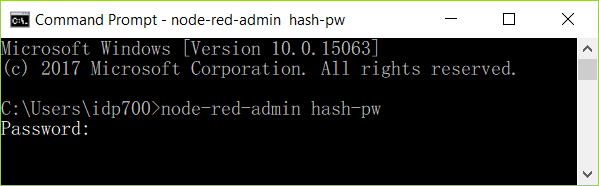 Command Prompt - node-red-admin hash-pw
Microsoft Windows [Version 10.0.15063]
(c) 2017 Microsoft Corporation. All rights reserved.
C:\Users\idp700>node-red-admin hash-pw
Password: